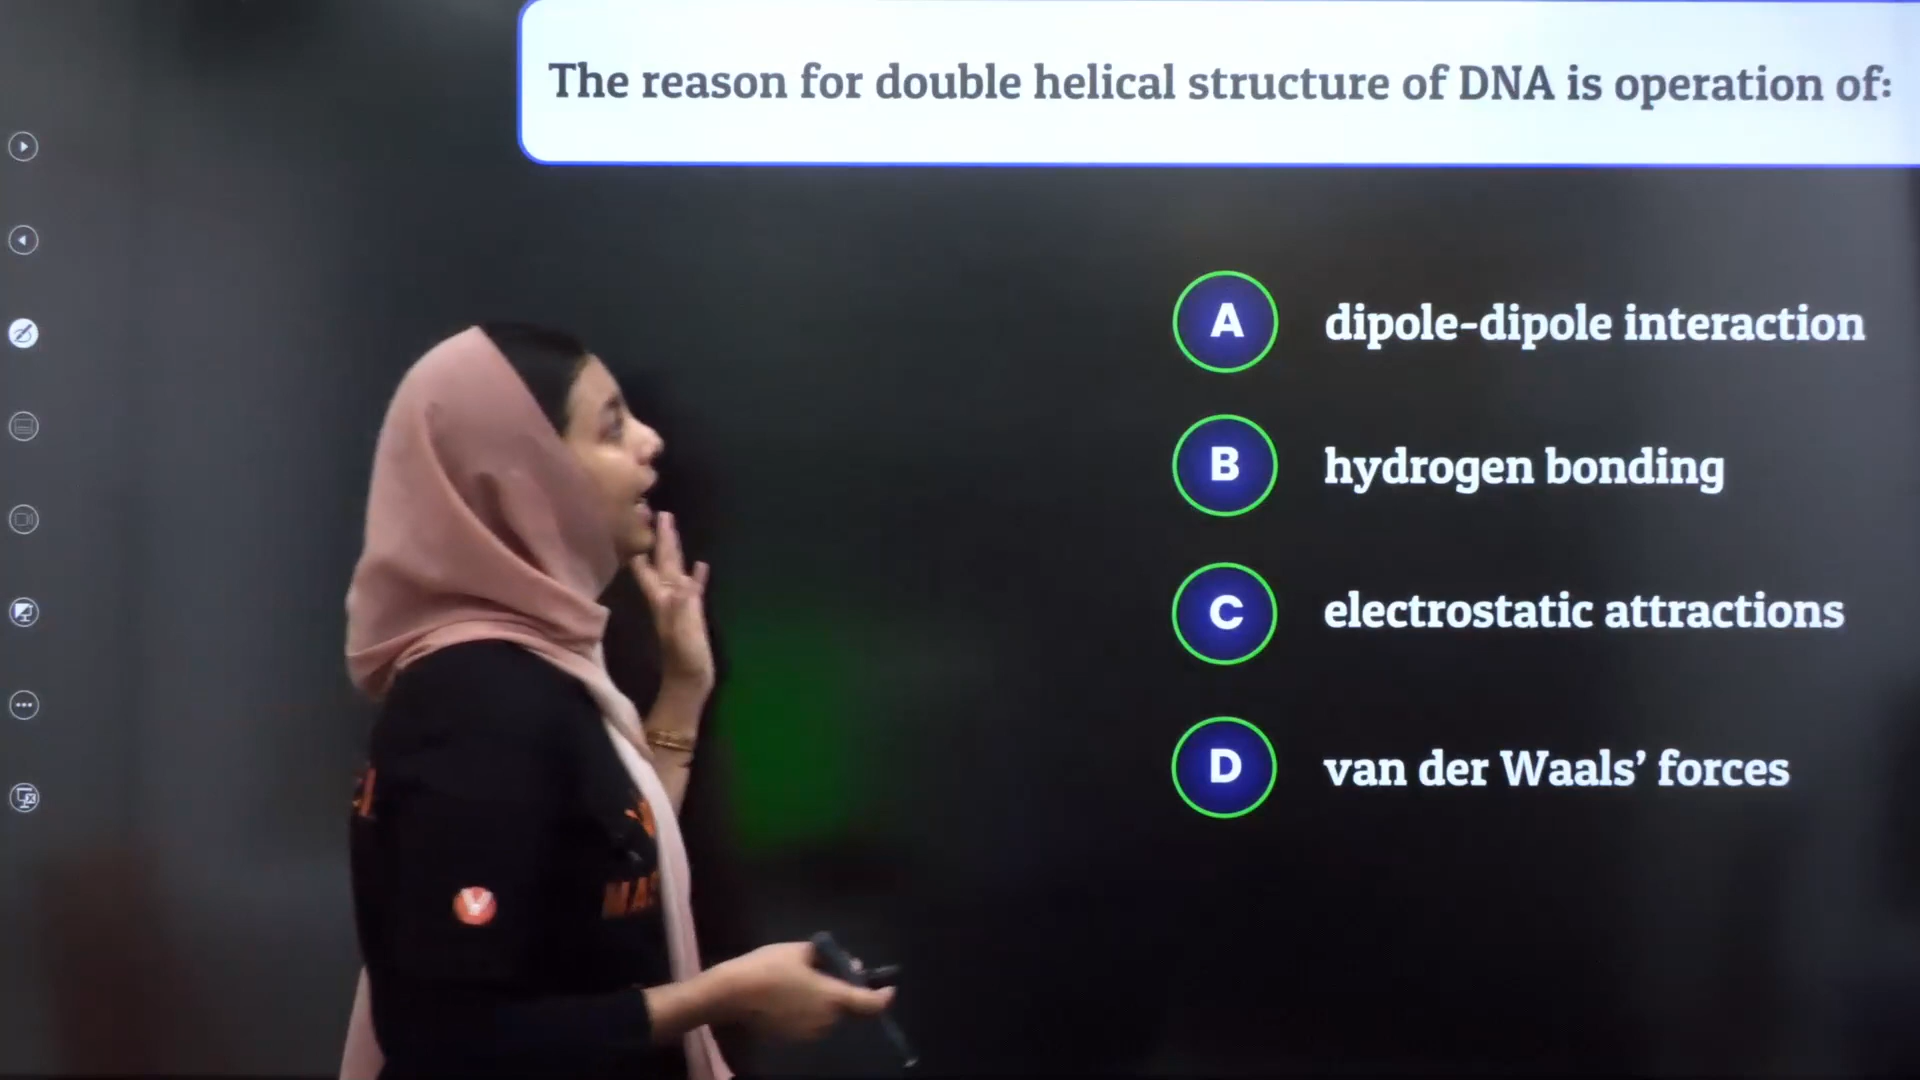 The reason for double helical structure of DNA is operation of:
A dipole-dipole interaction
B hydrogen bonding
C electrostatic attractions
D van der Waals’ forces